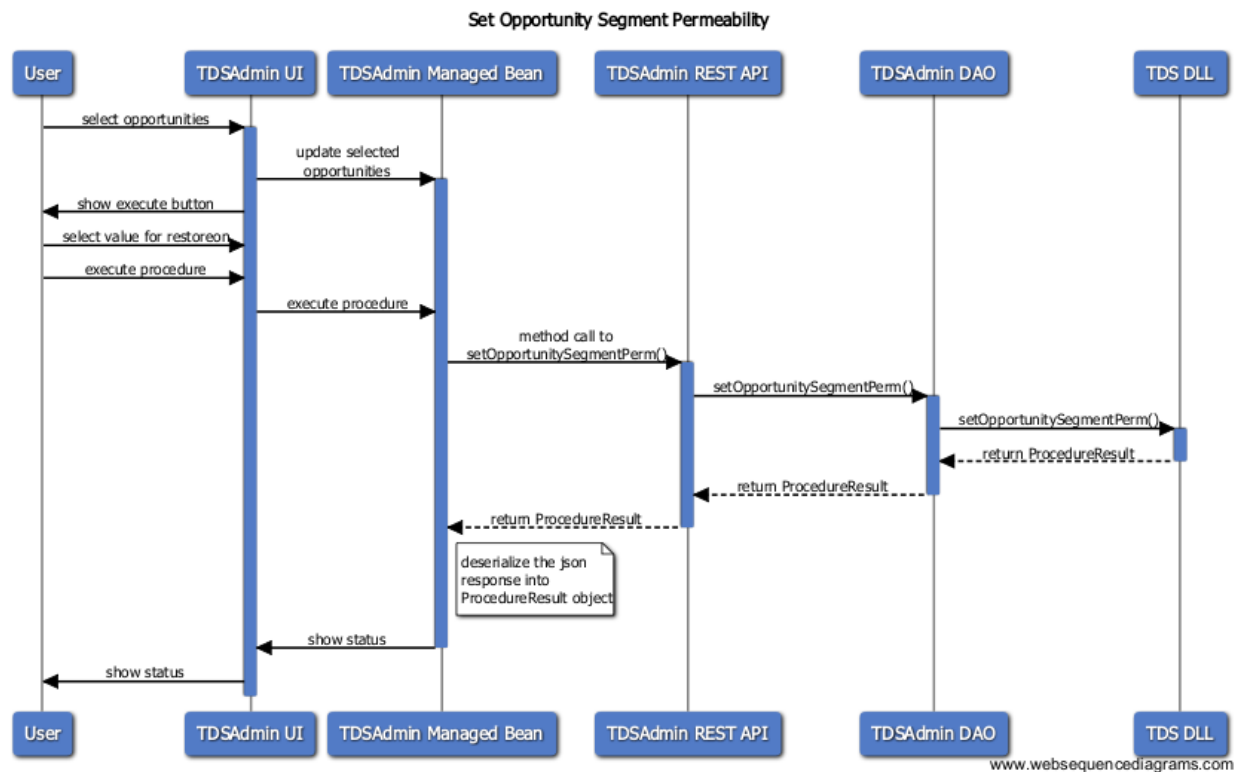 Set Opportunity Segment Permeability
User
TDSAdmin UI
TDSAdmin Managed Bean
TDSAdmin REST API
TDSAdmin DAO
TDS DLL
select opportunities
update selected
opportunities
show execute button
select value for restoreon
execute procedure
execute procedure
method call to
setOpportunitySegmentPerm()
setOpportunitySegmentPerm()
setOpportunitySegmentPerm()
return ProcedureResult
return ProcedureResult
return ProcedureResult
deserialize the json
response into
ProcedureResult object
show status
show status
User
TDSAdmin UI
TDSAdmin Managed Bean
TDSAdmin REST API
TDSAdmin DAO
TDS DLL
www.websequencediagrams.com